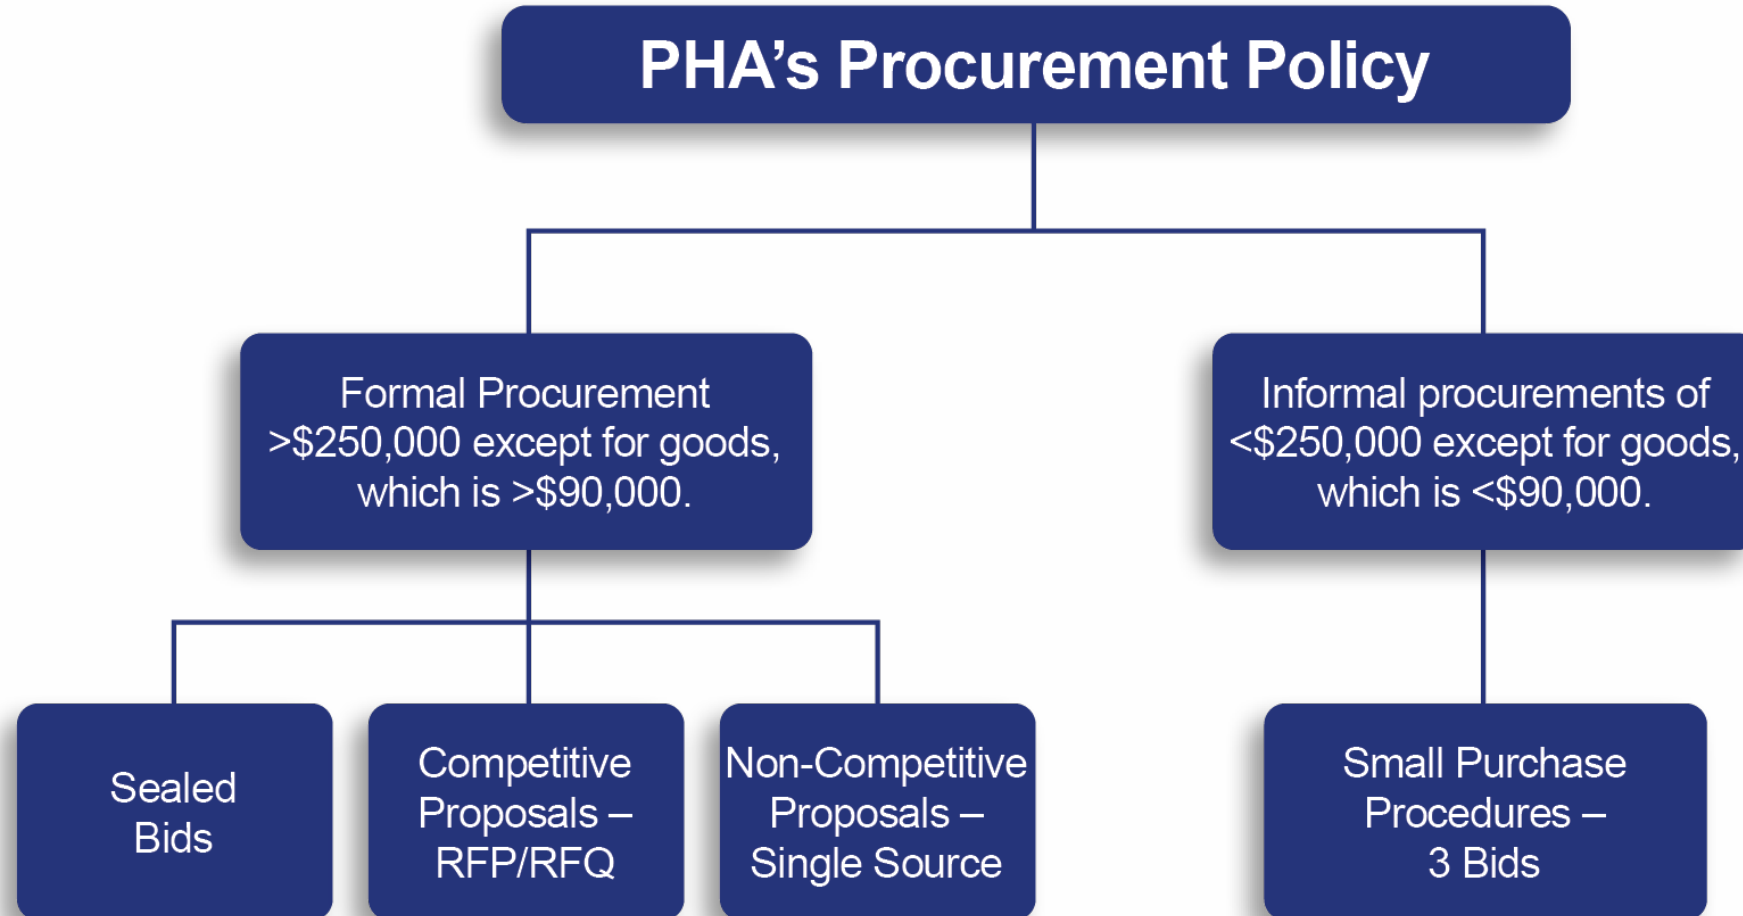 PHA’s Procurement Policy
Formal Procurement
>$250,000 except for goods,
which is >$90,000.
Informal procurements of
<$250,000 except for goods,
which is <$90,000.
Sealed
Bids
Competitive
Proposals –
RFP/RFQ
Non-Competitive
Proposals –
Single Source
Small Purchase
Procedures –
3 Bids